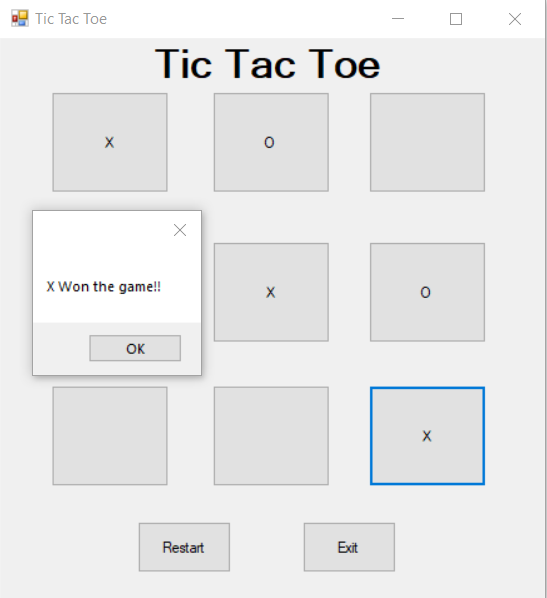 Tic Tac Toe
Tic Tac Toe
X O
X Won the game!!
X O
OK
X
Restart Exit